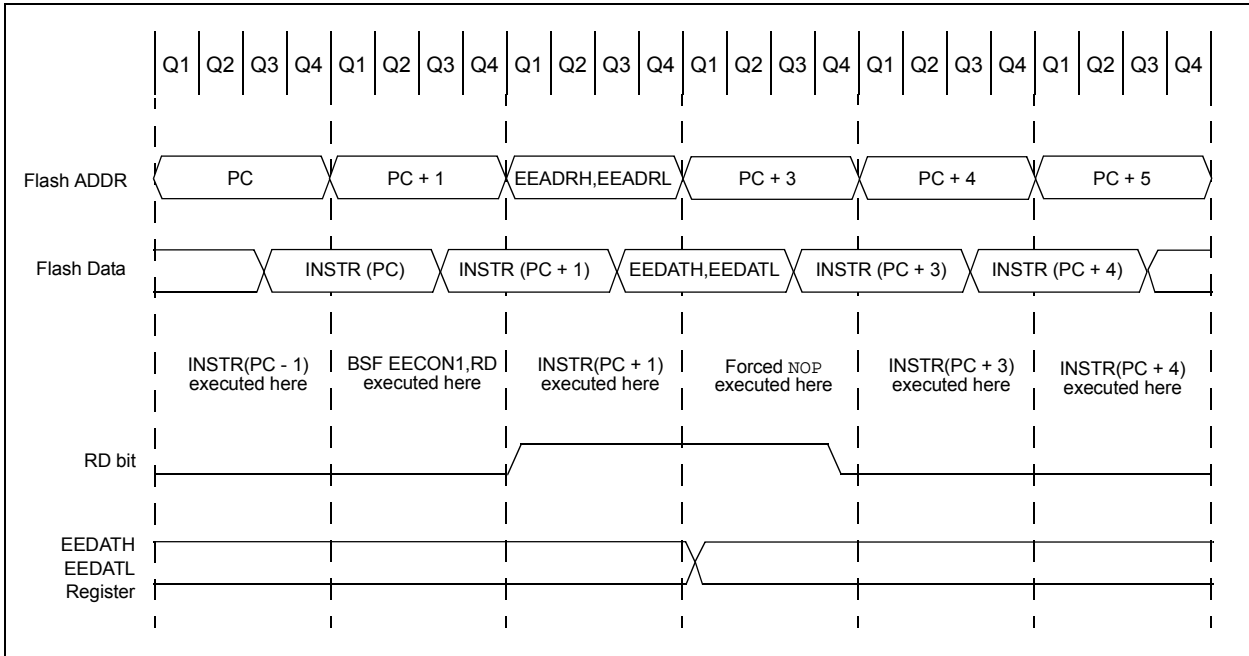 Q1 Q2 Q3 Q4 Q1 Q2 Q3 Q4 Q1 Q2 Q3 Q4 Q1 Q2 Q3 Q4 Q1 Q2 Q3 Q4 Q1 Q2 Q3 Q4
Flash ADDR PC PC + 1 EEADRH,EEADRL PC + 3 PC + 4 PC + 5
Flash Data INSTR (PC) INSTR (PC + 1) EEDATH,EEDATL INSTR (PC + 3) INSTR (PC + 4)
INSTR(PC - 1) BSF EECON1,RD INSTR(PC + 1) Forced NOP INSTR(PC + 3) INSTR(PC + 4)
executed here executed here executed here executed here executed here executed here
RD bit
EEDATH
EEDATL
Register